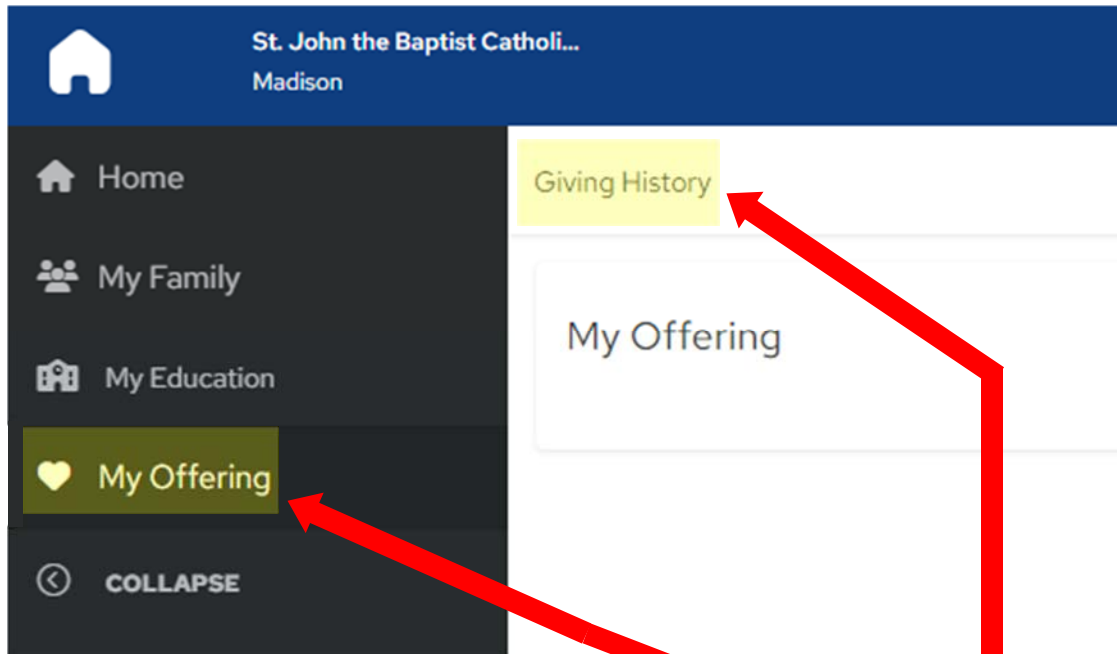 St. John the Baptist Catholi...
Madison
Home
My Family
My Education
My Offering
COLLAPSE
Giving History
My Offering